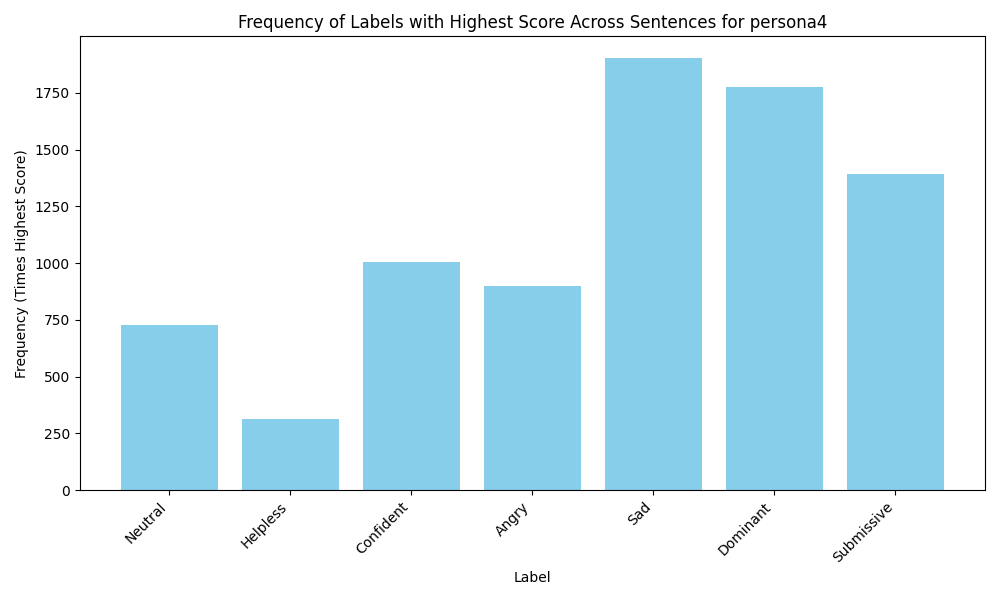 Frequency of Labels with Highest Score Across Sentences for persona4
Frequency (Times Highest Score)
1750
1500
1250
1000
750
500
250
0
Neutral
Helpless
Confident
Angry
Sad
Dominant
Submissive
Label